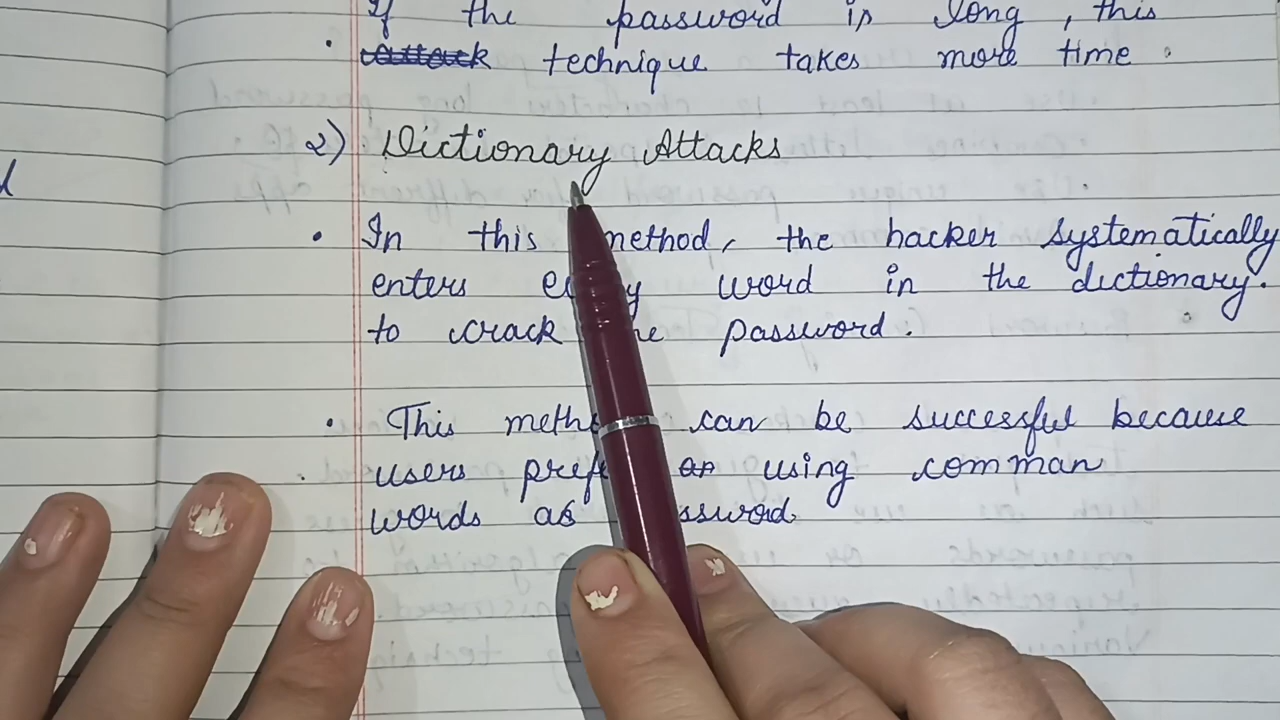 If the password is long, this
technique takes more time.
2) Dictionary Attacks
• In this method, the hacker systematically
enters word in the dictionary.
to crack password.
• This can be successful because
users using comman
words as